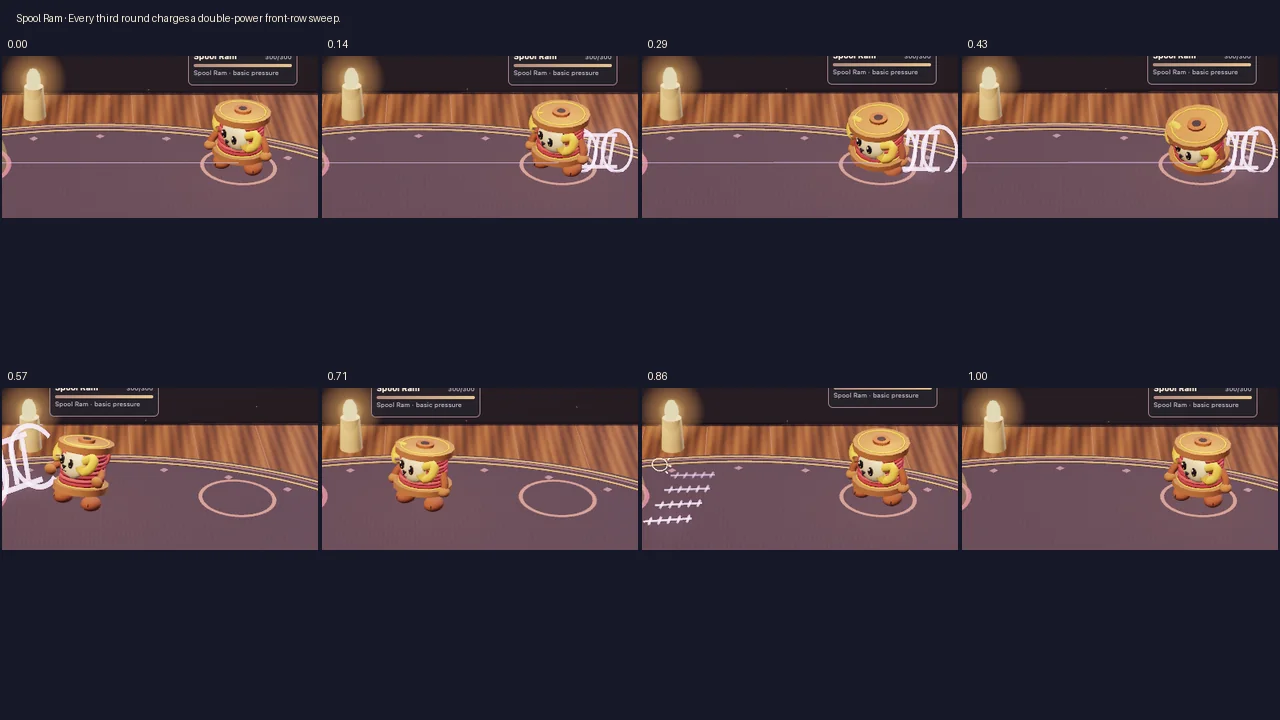 Spool Ram · Every third round charges a double-power front-row sweep.
0.00
0.14
0.29
0.43
Spool Ram 300/300
Spool Ram · basic pressure
Spool Ram 300/300
Spool Ram · basic pressure
Spool Ram 300/300
Spool Ram · basic pressure
Spool Ram 300/300
Spool Ram · basic pressure
0.57
0.71
0.86
1.00
Spool Ram 300/300
Spool Ram · basic pressure
Spool Ram 300/300
Spool Ram · basic pressure
Spool Ram · basic pressure
Spool Ram 300/300
Spool Ram · basic pressure